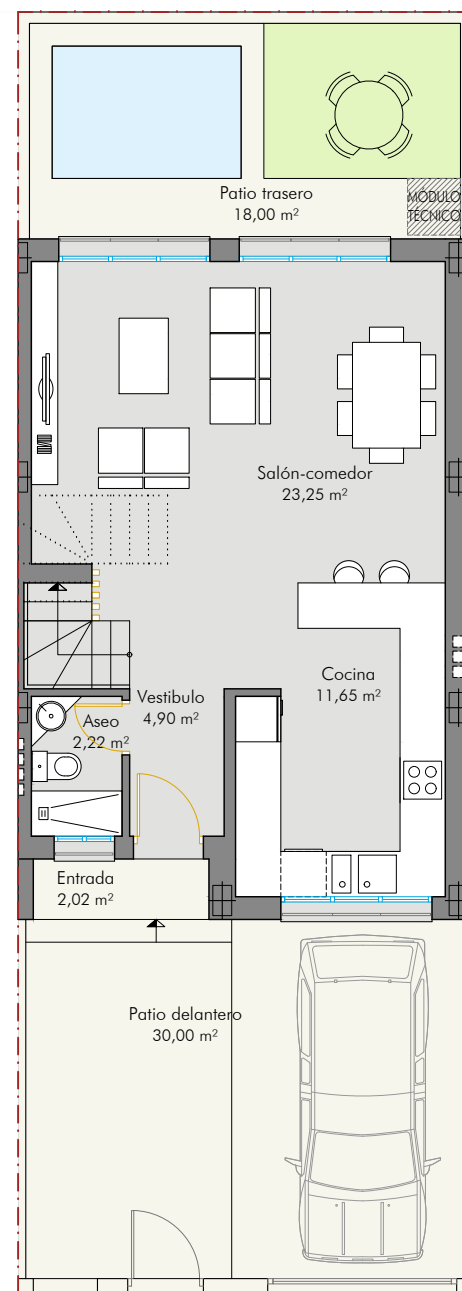 Patio trasero
18,00 m²
MÓDULO
TÉCNICO
Salón-comedor
23,25 m²
Cocina
11,65 m²
Vestibulo
4,90 m²
Aseo
2,22 m²
Entrada
2,02 m²
Patio delantero
30,00 m²